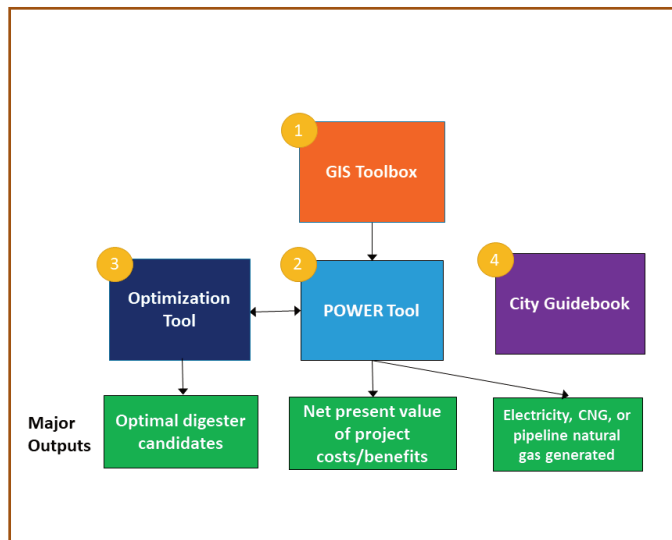 1
GIS Toolbox
3
Optimization
Tool
2
POWER Tool
4
City Guidebook
Major
Outputs
Optimal digester
candidates
Net present value
of project
costs/benefits
Electricity, CNG, or
pipeline natural
gas generated